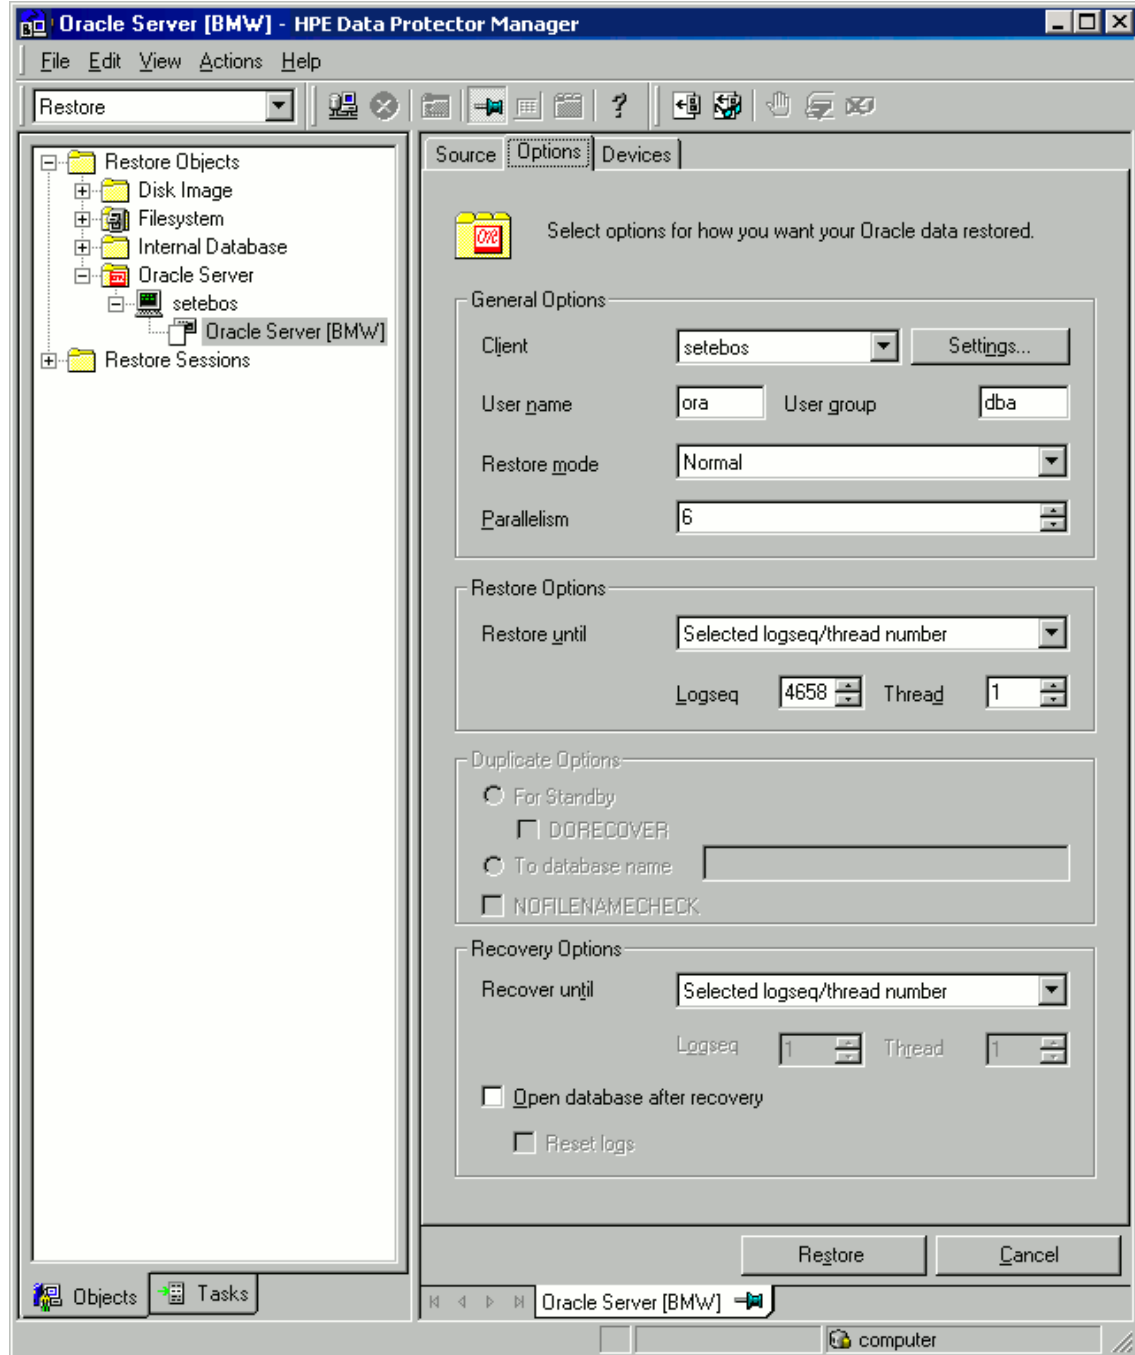 Oracle Server [BMW] - HPE Data Protector Manager
File Edit View Actions Help
Restore
Restore Objects
Disk Image
Filesystem
Internal Database
Oracle Server
setebos
Oracle Server [BMW]
Restore Sessions
Objects Tasks
Source Options Devices
Select options for how you want your Oracle data restored.
General Options
Client setebos Settings...
User name ora User group dba
Restore mode Normal
Parallelism 6
Restore Options
Restore until Selected logseq/thread number
Logseq 4658 Thread 1
Duplicate Options
For Standby
DORECOVER
To database name
NOFILENAMECHECK
Recovery Options
Recover until Selected logseq/thread number
Logseq 1 Thread 1
Open database after recovery
Reset logs
Restore Cancel
Oracle Server [BMW]
computer